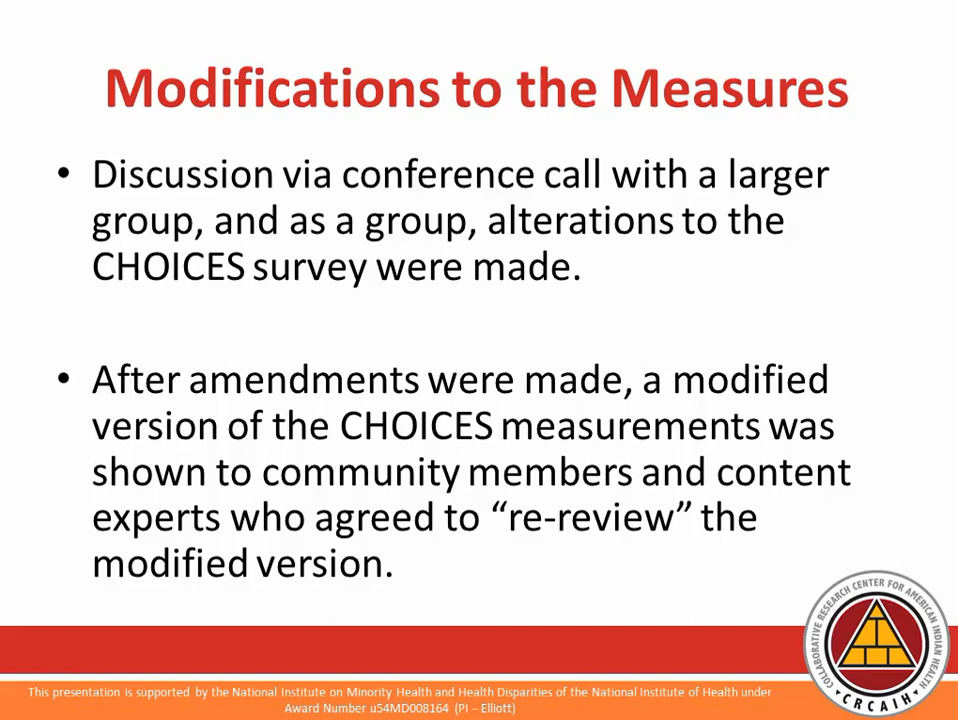 Modifications to the Measures
• Discussion via conference call with a larger
group, and as a group, alterations to the
CHOICES survey were made.
• After amendments were made, a modified
version of the CHOICES measurements was
shown to community members and content
experts who agreed to “re-review” the
modified version.
COLLABORATIVE RESEARCH CENTER FOR AMERICAN INDIAN HEALTH
CRCAIH
This presentation is supported by the National Institute on Minority Health and Health Disparities of the National Institute of Health under
Award Number u54MD008164 (PI – Elliott)